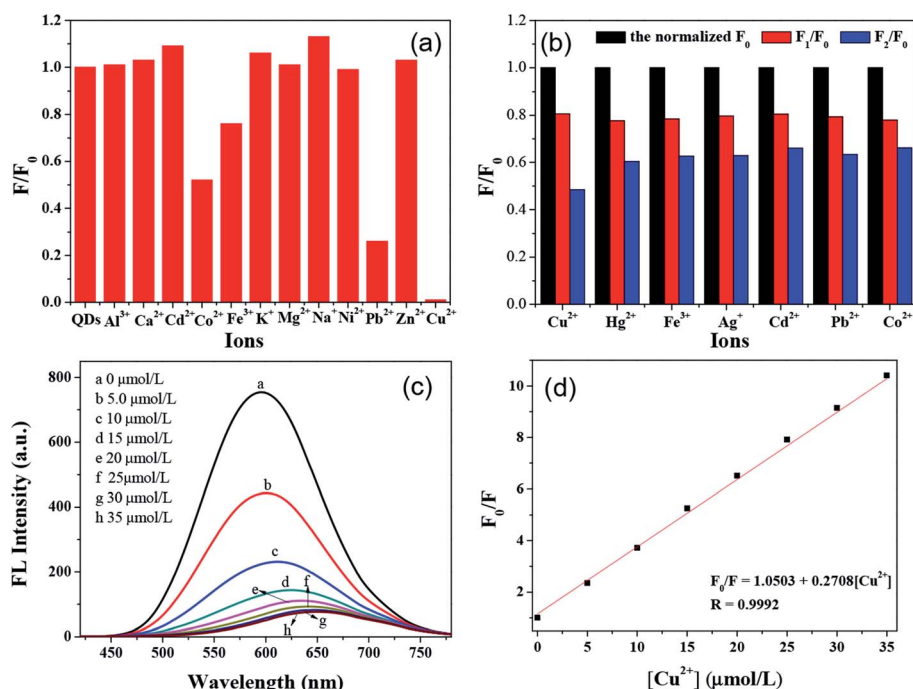 (a)
F/F0
1.2
1.0
0.8
0.6
0.4
0.2
0.0
QDs Al3+ Ca2+ Cd2+ Co2+ Fe3+ K+ Mg2+ Na+ Ni2+ Pb2+ Zn2+ Cu2+
Ions
(b)
the normalized F0 F1/F0 F2/F0
F/F0
1.2
1.0
0.8
0.6
0.4
0.2
0.0
Cu2+ Hg2+ Fe3+ Ag+ Cd2+ Pb2+ Co2+
Ions
(c)
FL Intensity (a.u.)
800
600
400
200
0
a 0 μmol/L
b 5.0 μmol/L
c 10 μmol/L
d 15 μmol/L
e 20 μmol/L
f 25μmol/L
g 30 μmol/L
h 35 μmol/L
a
b
c
d
e
f
g
h
450 500 550 600 650 700 750
Wavelength (nm)
(d)
F0/F
10
8
6
4
2
F0/F = 1.0503 + 0.2708[Cu2+]
R = 0.9992
0 5 10 15 20 25 30 35
[Cu2+] (μmol/L)